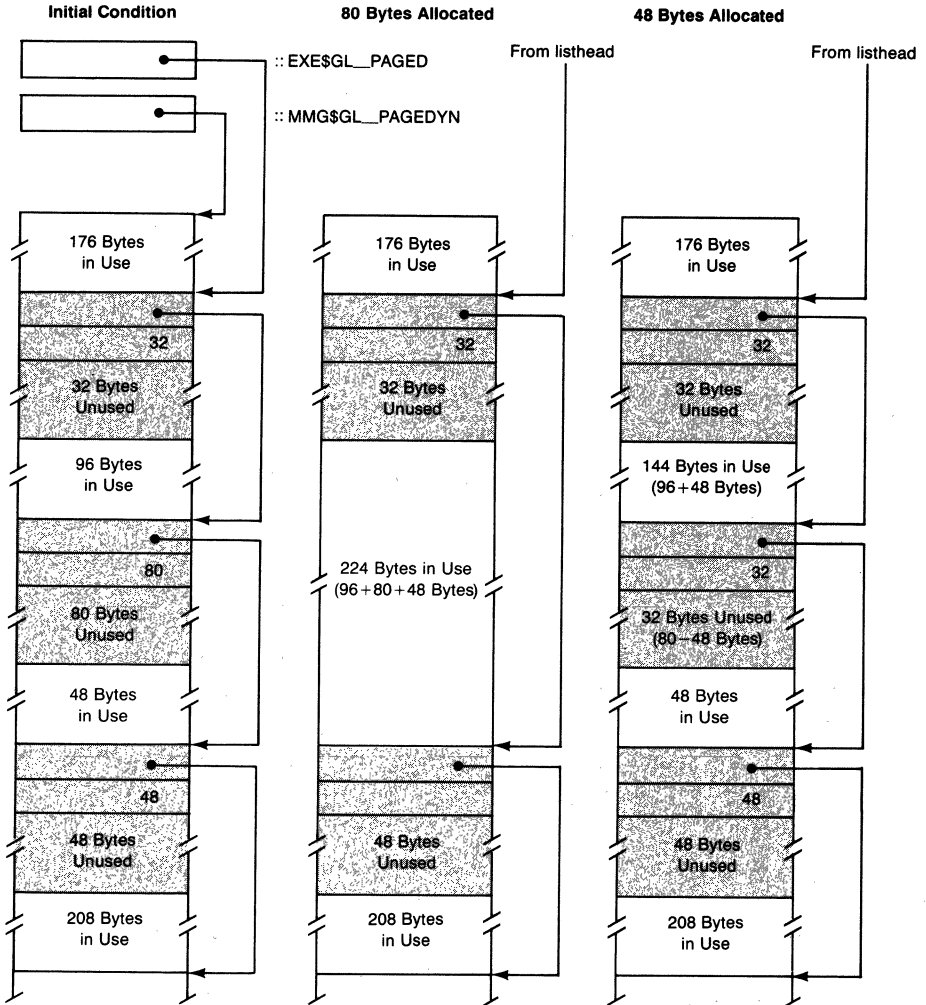 Initial Condition
80 Bytes Allocated
48 Bytes Allocated
:: EXE$GL__PAGED
:: MMG$GL__PAGEDYN
From listhead
From listhead
176 Bytes
in Use
32
32 Bytes
Unused
96 Bytes
in Use
80
80 Bytes
Unused
48 Bytes
in Use
48
48 Bytes
Unused
208 Bytes
in Use
176 Bytes
in Use
32
32 Bytes
Unused
224 Bytes in Use
(96+80+48 Bytes)
48 Bytes
Unused
208 Bytes
in Use
176 Bytes
in Use
32
32 Bytes
Unused
144 Bytes in Use
(96+48 Bytes)
32
32 Bytes Unused
(80−48 Bytes)
48 Bytes
in Use
48
48 Bytes
Unused
208 Bytes
in Use